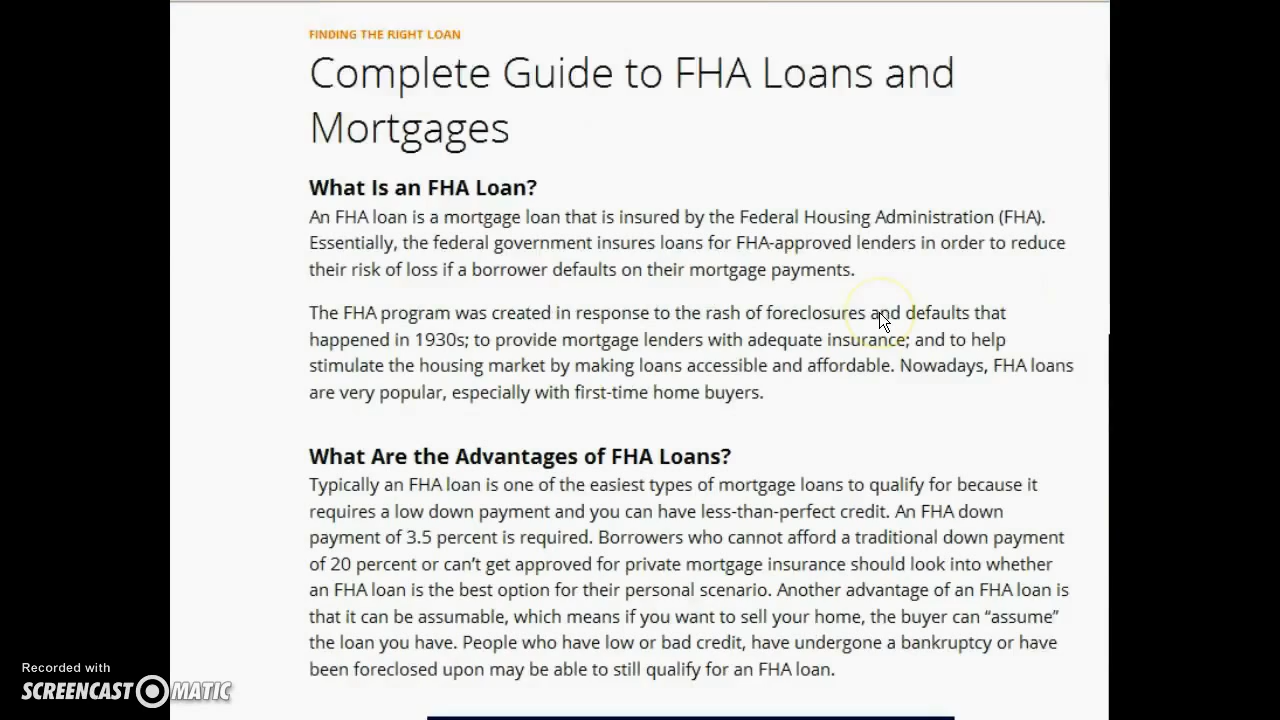 FINDING THE RIGHT LOAN
Complete Guide to FHA Loans and
Mortgages
What Is an FHA Loan?
An FHA loan is a mortgage loan that is insured by the Federal Housing Administration (FHA).
Essentially, the federal government insures loans for FHA-approved lenders in order to reduce
their risk of loss if a borrower defaults on their mortgage payments.
The FHA program was created in response to the rash of foreclosures and defaults that
happened in 1930s; to provide mortgage lenders with adequate insurance; and to help
stimulate the housing market by making loans accessible and affordable. Nowadays, FHA loans
are very popular, especially with first-time home buyers.
What Are the Advantages of FHA Loans?
Typically an FHA loan is one of the easiest types of mortgage loans to qualify for because it
requires a low down payment and you can have less-than-perfect credit. An FHA down
payment of 3.5 percent is required. Borrowers who cannot afford a traditional down payment
of 20 percent or can’t get approved for private mortgage insurance should look into whether
an FHA loan is the best option for their personal scenario. Another advantage of an FHA loan is
that it can be assumable, which means if you want to sell your home, the buyer can “assume”
the loan you have. People who have low or bad credit, have undergone a bankruptcy or have
been foreclosed upon may be able to still qualify for an FHA loan.
Recorded with
SCREENCAST MATIC